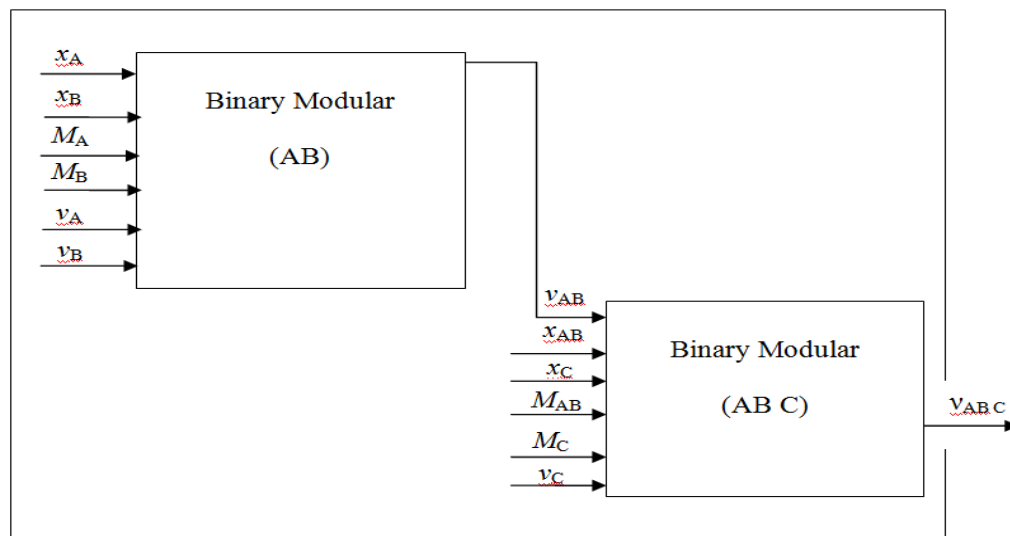 xA
xB
MA
MB
vA
vB
Binary Modular
(AB)
vAB
xAB
xC
MAB
MC
vC
Binary Modular
(AB C)
vAB C